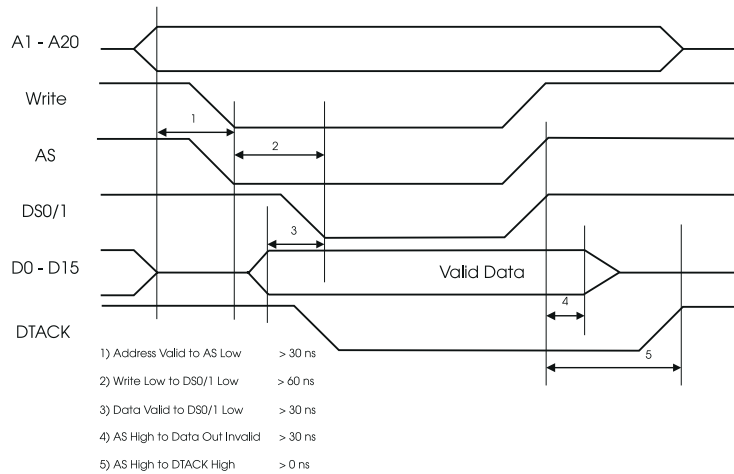 A1 - A20
Write
1
2
AS
DS0/1
3
D0 - D15
Valid Data
4
DTACK
5
1) Address Valid to AS Low > 30 ns
2) Write Low to DS0/1 Low > 60 ns
3) Data Valid to DS0/1 Low > 30 ns
4) AS High to Data Out Invalid > 30 ns
5) AS High to DTACK High > 0 ns